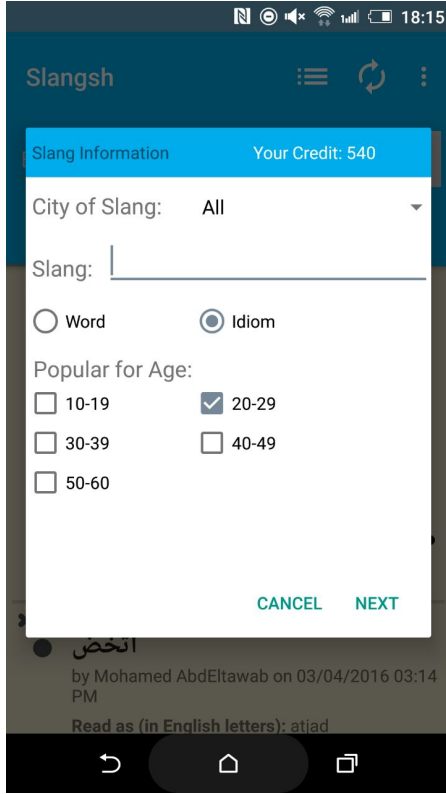 18:15
Slangsh
Slang Information Your Credit: 540
City of Slang: All
Slang:
Word Idiom
Popular for Age:
10-19 20-29
30-39 40-49
50-60
CANCEL NEXT
اتخض
by Mohamed AbdEltawab on 03/04/2016 03:14
PM
Read as (in English letters): atjad